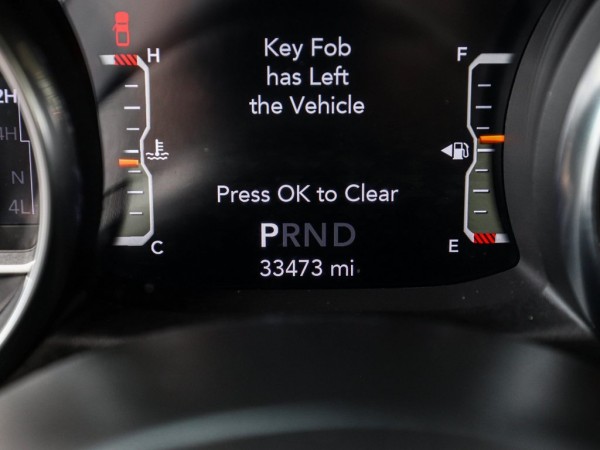 H
Key Fob
F
has Left
the Vehicle
2H
4H
N
4L
Press OK to Clear
C
PRND
E
33473 mi